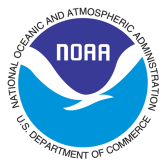 NATIONAL OCEANIC AND ATMOSPHERIC ADMINISTRATION
NOAA
U.S. DEPARTMENT OF COMMERCE